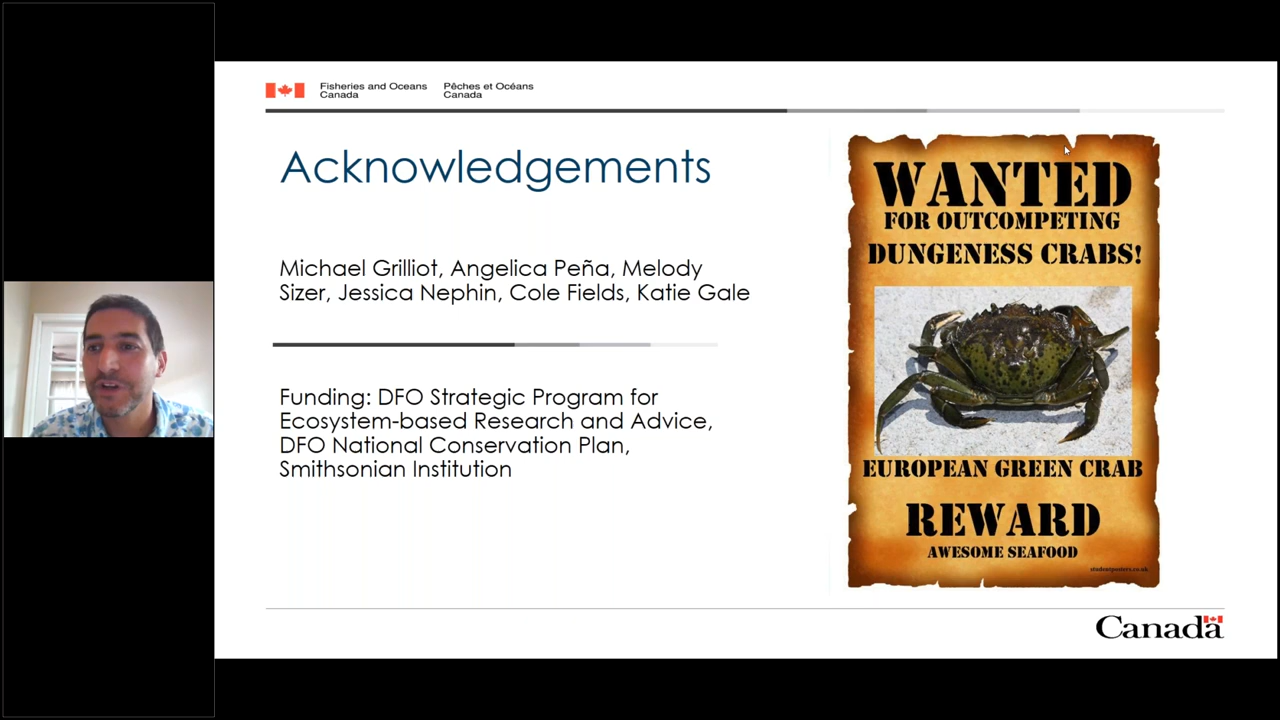 Fisheries and Oceans
Canada
Pêches et Océans
Canada
Acknowledgements
Michael Grilliot, Angelica Peña, Melody
Sizer, Jessica Nephin, Cole Fields, Katie Gale
Funding: DFO Strategic Program for
Ecosystem-based Research and Advice,
DFO National Conservation Plan,
Smithsonian Institution
WANTED
FOR OUTCOMPETING
DUNGENESS CRABS!
EUROPEAN GREEN CRAB
REWARD
AWESOME SEAFOOD
Canada